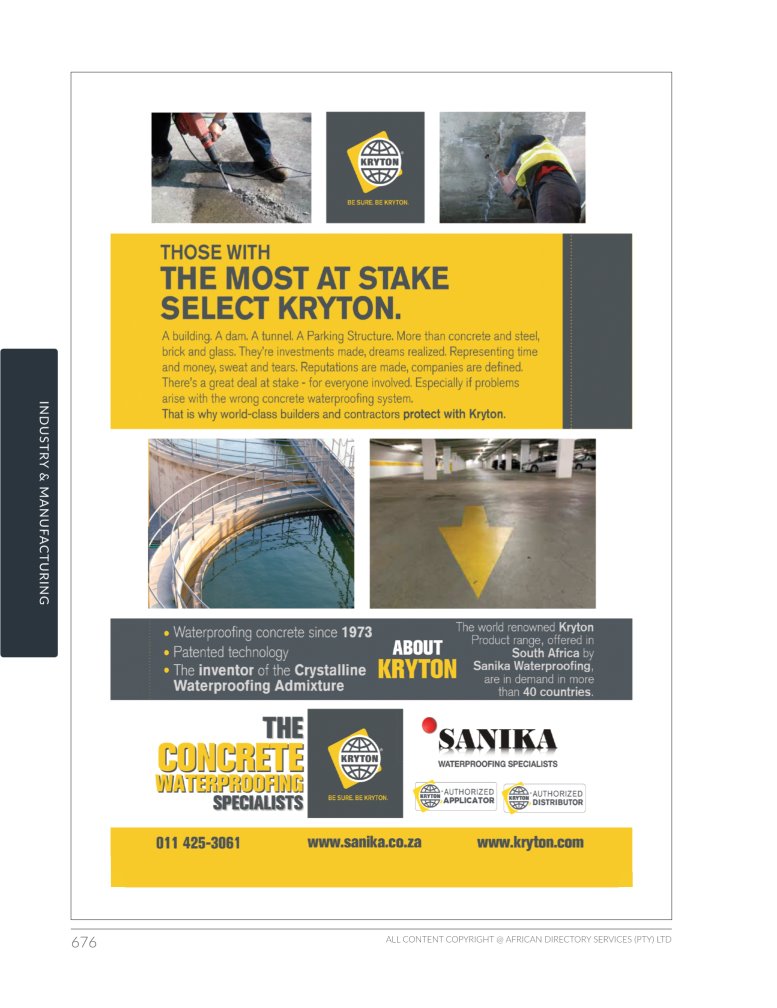 KRYTON
BE SURE. BE KRYTON.
THOSE WITH
THE MOST AT STAKE
SELECT KRYTON.
A building. A dam. A tunnel. A Parking Structure. More than concrete and steel,
brick and glass. They're investments made, dreams realized. Representing time
and money, sweat and tears. Reputations are made, companies are defined.
There's a great deal at stake - for everyone involved. Especially if problems
arise with the wrong concrete waterproofing system.
That is why world-class builders and contractors protect with Kryton.
INDUSTRY & MANUFACTURING
• Waterproofing concrete since 1973
• Patented technology
• The inventor of the Crystalline
Waterproofing Admixture
ABOUT
KRYTON
The world renowned Kryton
Product range, offered in
South Africa by
Sanika Waterproofing,
are in demand in more
than 40 countries.
THE
CONCRETE
WATERPROOFING
SPECIALISTS
KRYTON
BE SURE. BE KRYTON.
SANIKA
WATERPROOFING SPECIALISTS
KRYTON
AUTHORIZED
APPLICATOR
KRYTON
AUTHORIZED
DISTRIBUTOR
011 425-3061
www.sanika.co.za
www.kryton.com
676
ALL CONTENT COPYRIGHT @ AFRICAN DIRECTORY SERVICES (PTY) LTD